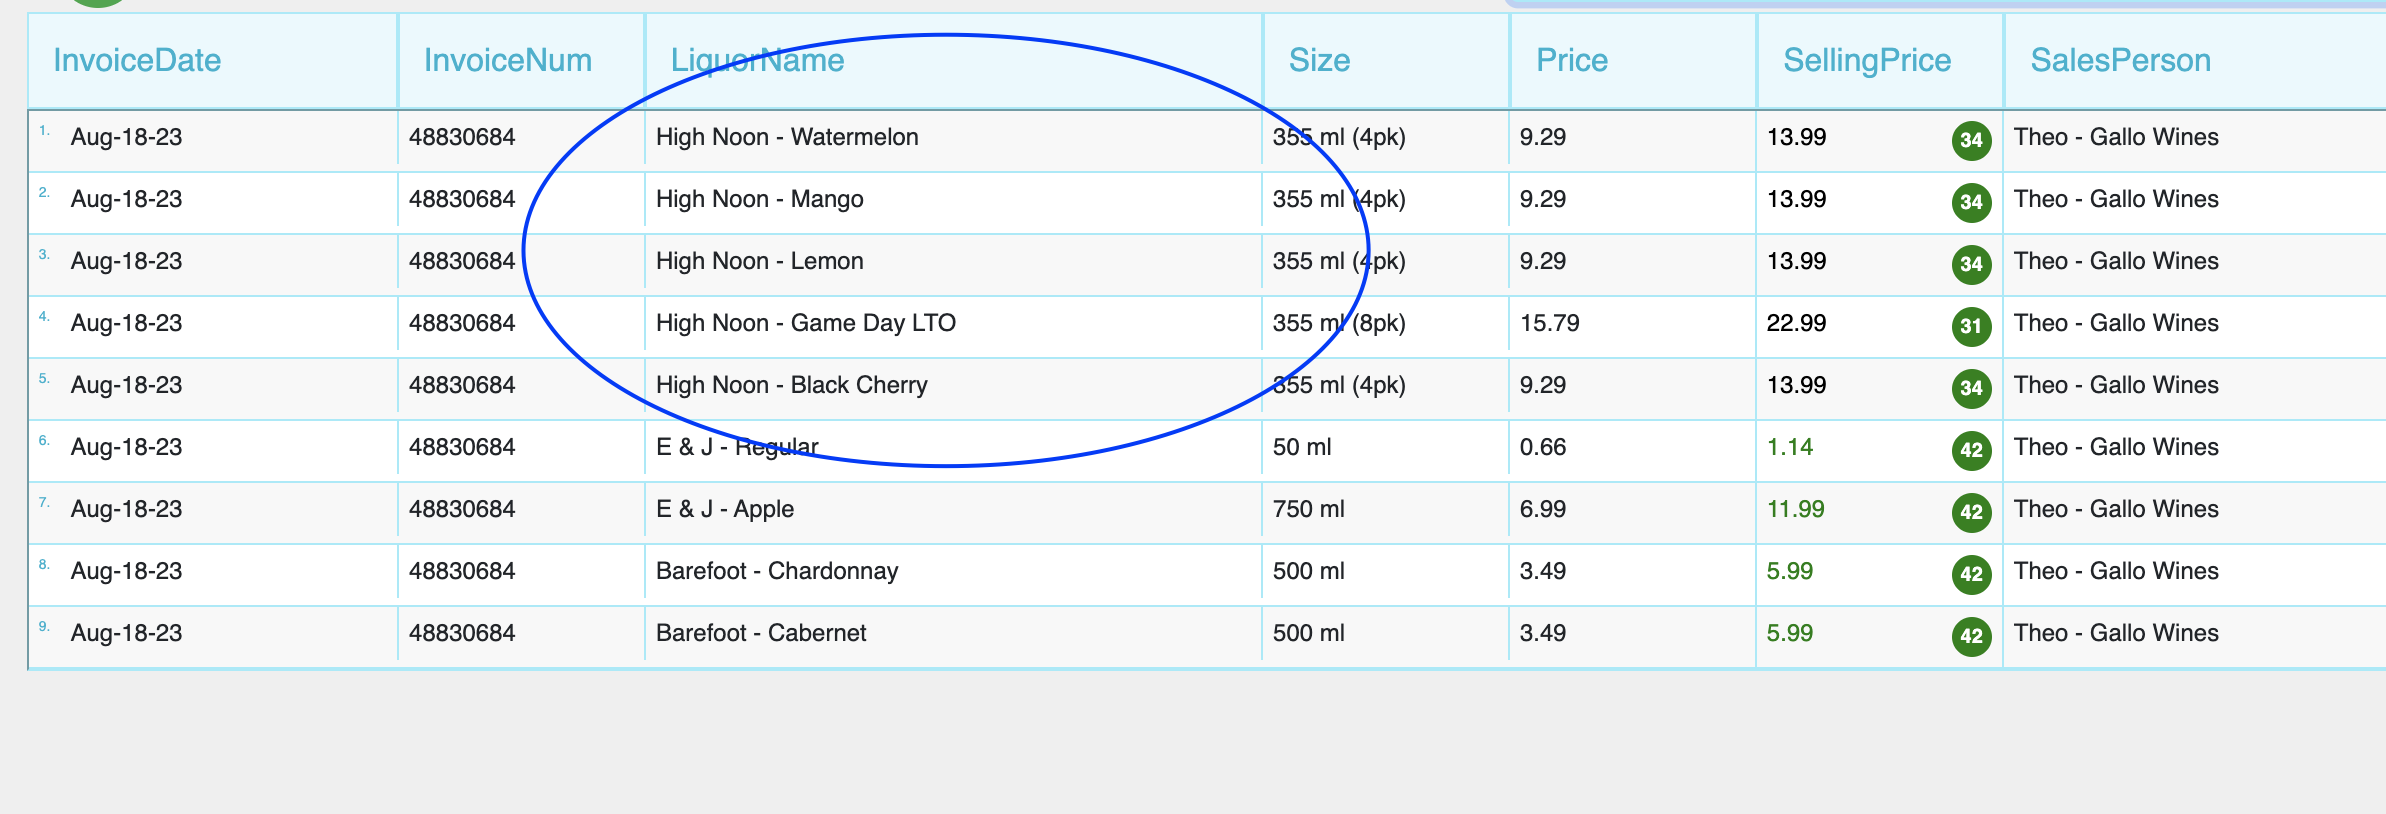 InvoiceDate InvoiceNum LiquorName Size Price SellingPrice SalesPerson
1. Aug-18-23 48830684 High Noon - Watermelon 355 ml (4pk) 9.29 13.99 34 Theo - Gallo Wines
2. Aug-18-23 48830684 High Noon - Mango 355 ml (4pk) 9.29 13.99 34 Theo - Gallo Wines
3. Aug-18-23 48830684 High Noon - Lemon 355 ml (4pk) 9.29 13.99 34 Theo - Gallo Wines
4. Aug-18-23 48830684 High Noon - Game Day LTO 355 ml (8pk) 15.79 22.99 31 Theo - Gallo Wines
5. Aug-18-23 48830684 High Noon - Black Cherry 355 ml (4pk) 9.29 13.99 34 Theo - Gallo Wines
6. Aug-18-23 48830684 E & J - Regular 50 ml 0.66 1.14 42 Theo - Gallo Wines
7. Aug-18-23 48830684 E & J - Apple 750 ml 6.99 11.99 42 Theo - Gallo Wines
8. Aug-18-23 48830684 Barefoot - Chardonnay 500 ml 3.49 5.99 42 Theo - Gallo Wines
9. Aug-18-23 48830684 Barefoot - Cabernet 500 ml 3.49 5.99 42 Theo - Gallo Wines